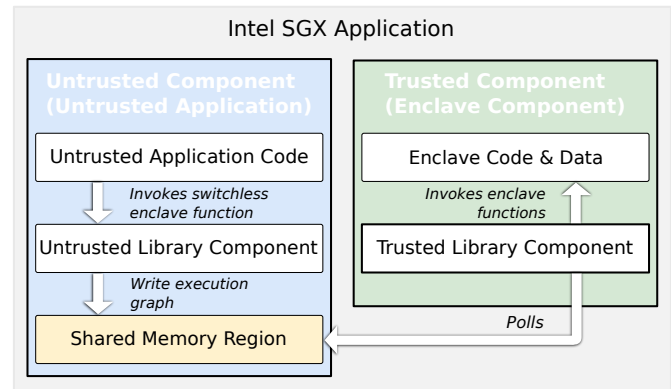 Intel SGX Application
Untrusted Component
(Untrusted Application)
Untrusted Application Code
Invokes switchless
enclave function
Untrusted Library Component
Write execution
graph
Shared Memory Region
Trusted Component
(Enclave Component)
Enclave Code & Data
Invokes enclave
functions
Trusted Library Component
Polls